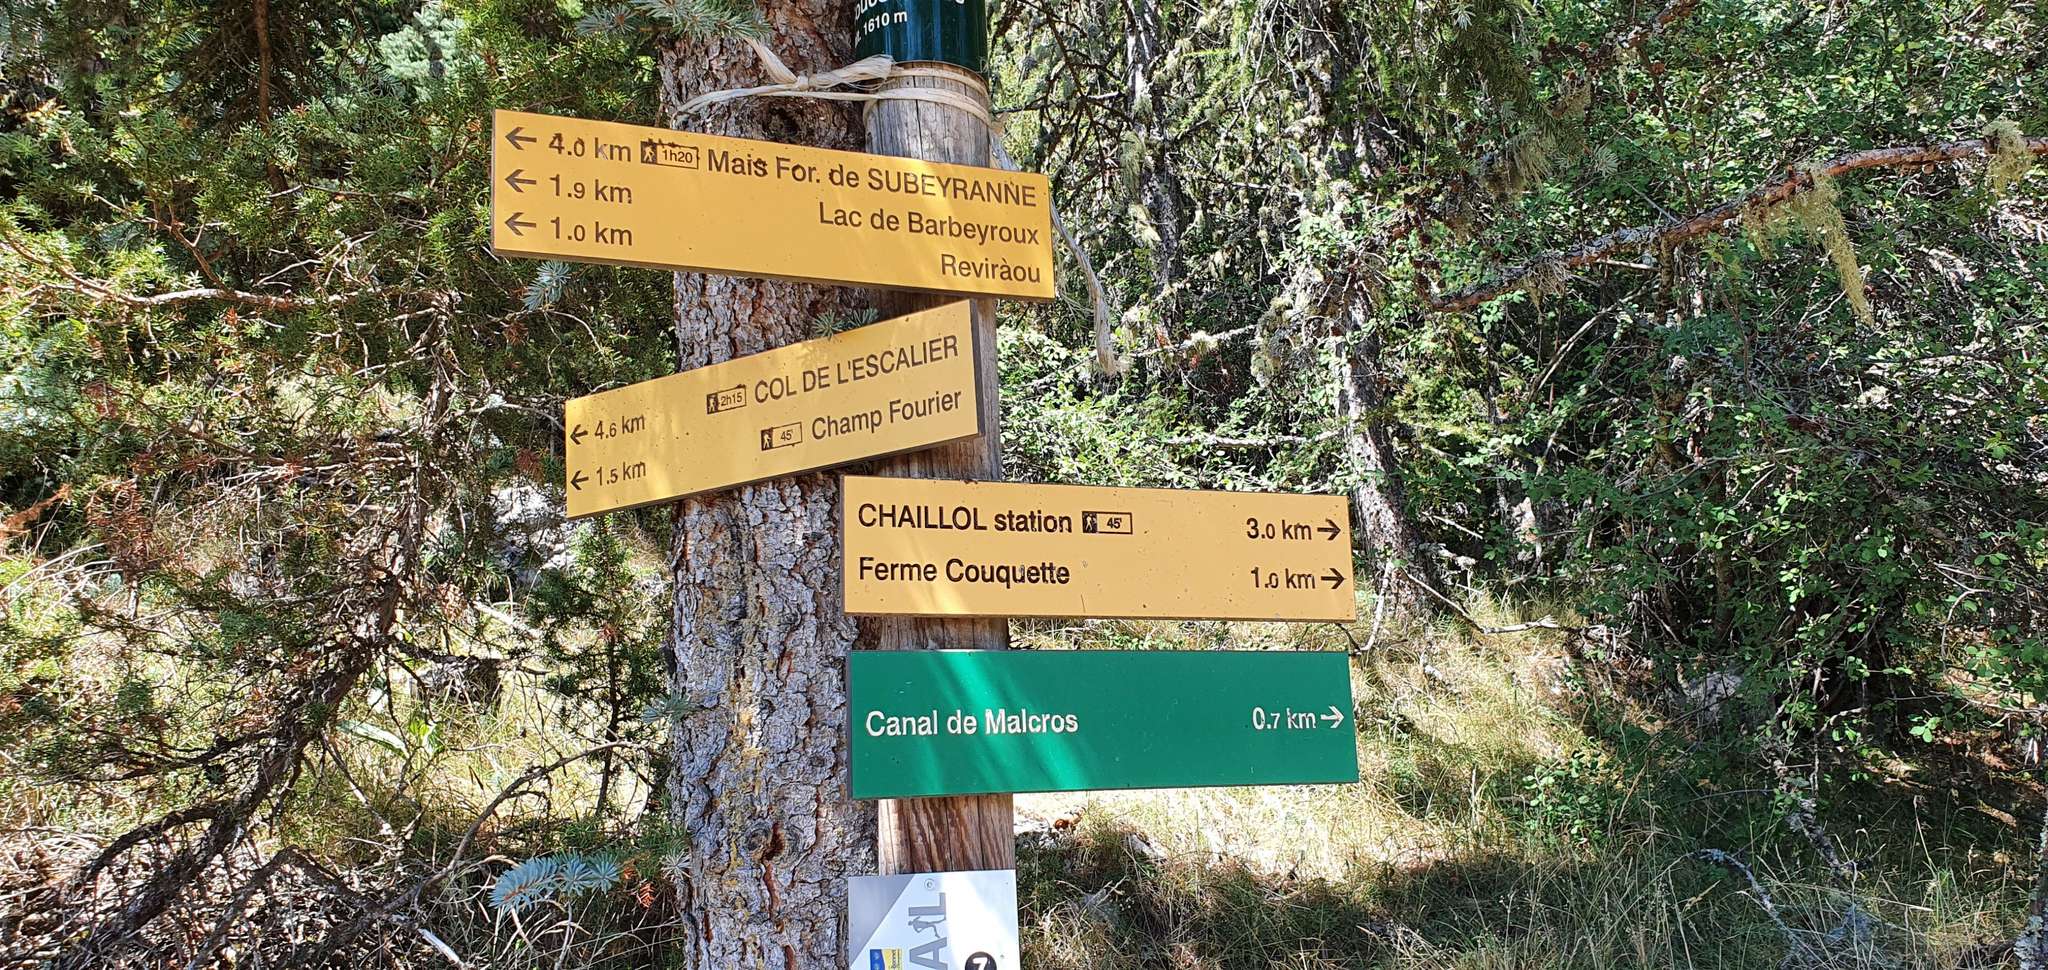 1610 m
← 4.0 km 1h20 Mais For. de SUBEYRANNE
← 1.9 km Lac de Barbeyroux
← 1.0 km Reviràou
← 4.6 km 2h15 COL DE L'ESCALIER
← 1.5 km 45' Champ Fourier
CHAILLOL station 45' 3.0 km →
Ferme Couquette 1.0 km →
Canal de Malcros 0.7 km →